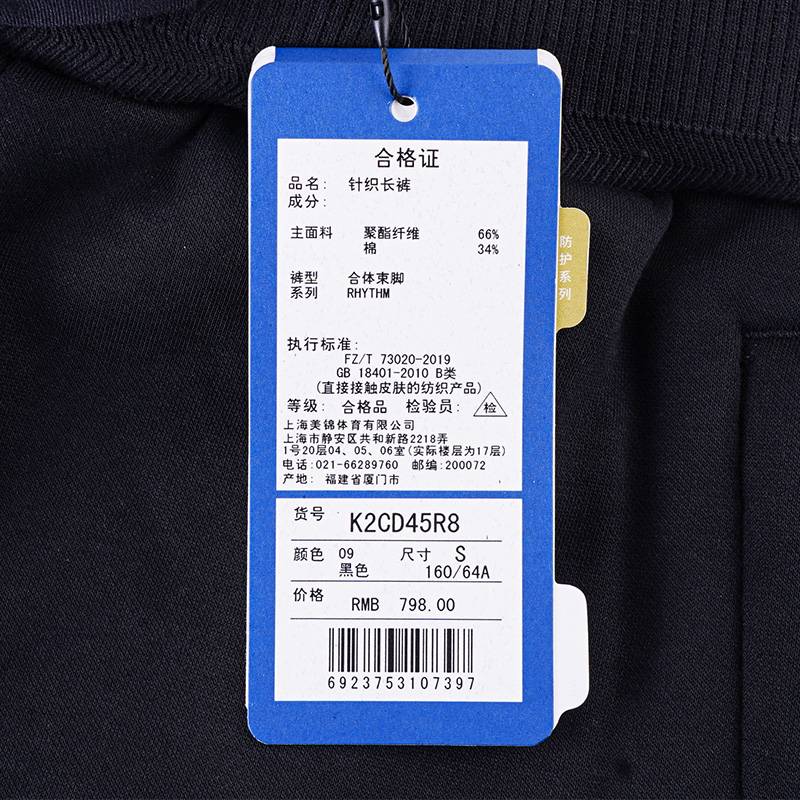 合格证
品名: 针织长裤
成分:
主面料 聚酯纤维 66%
棉 34%
裤型 合体束脚
系列 RHYTHM
执行标准:
FZ/T 73020-2019
GB 18401-2010 B类
(直接接触皮肤的纺织产品)
等级: 合格品 检验员: 检
上海美锦体育有限公司
上海市静安区共和新路2218弄
1号20层04、05、06室(实际楼层为17层)
电话:021-66289760 邮编:200072
产地: 福建省厦门市
防护系列
货号 K2CD45R8
颜色 09 尺寸 S
黑色 160/64A
价格 RMB 798.00
6923753107397